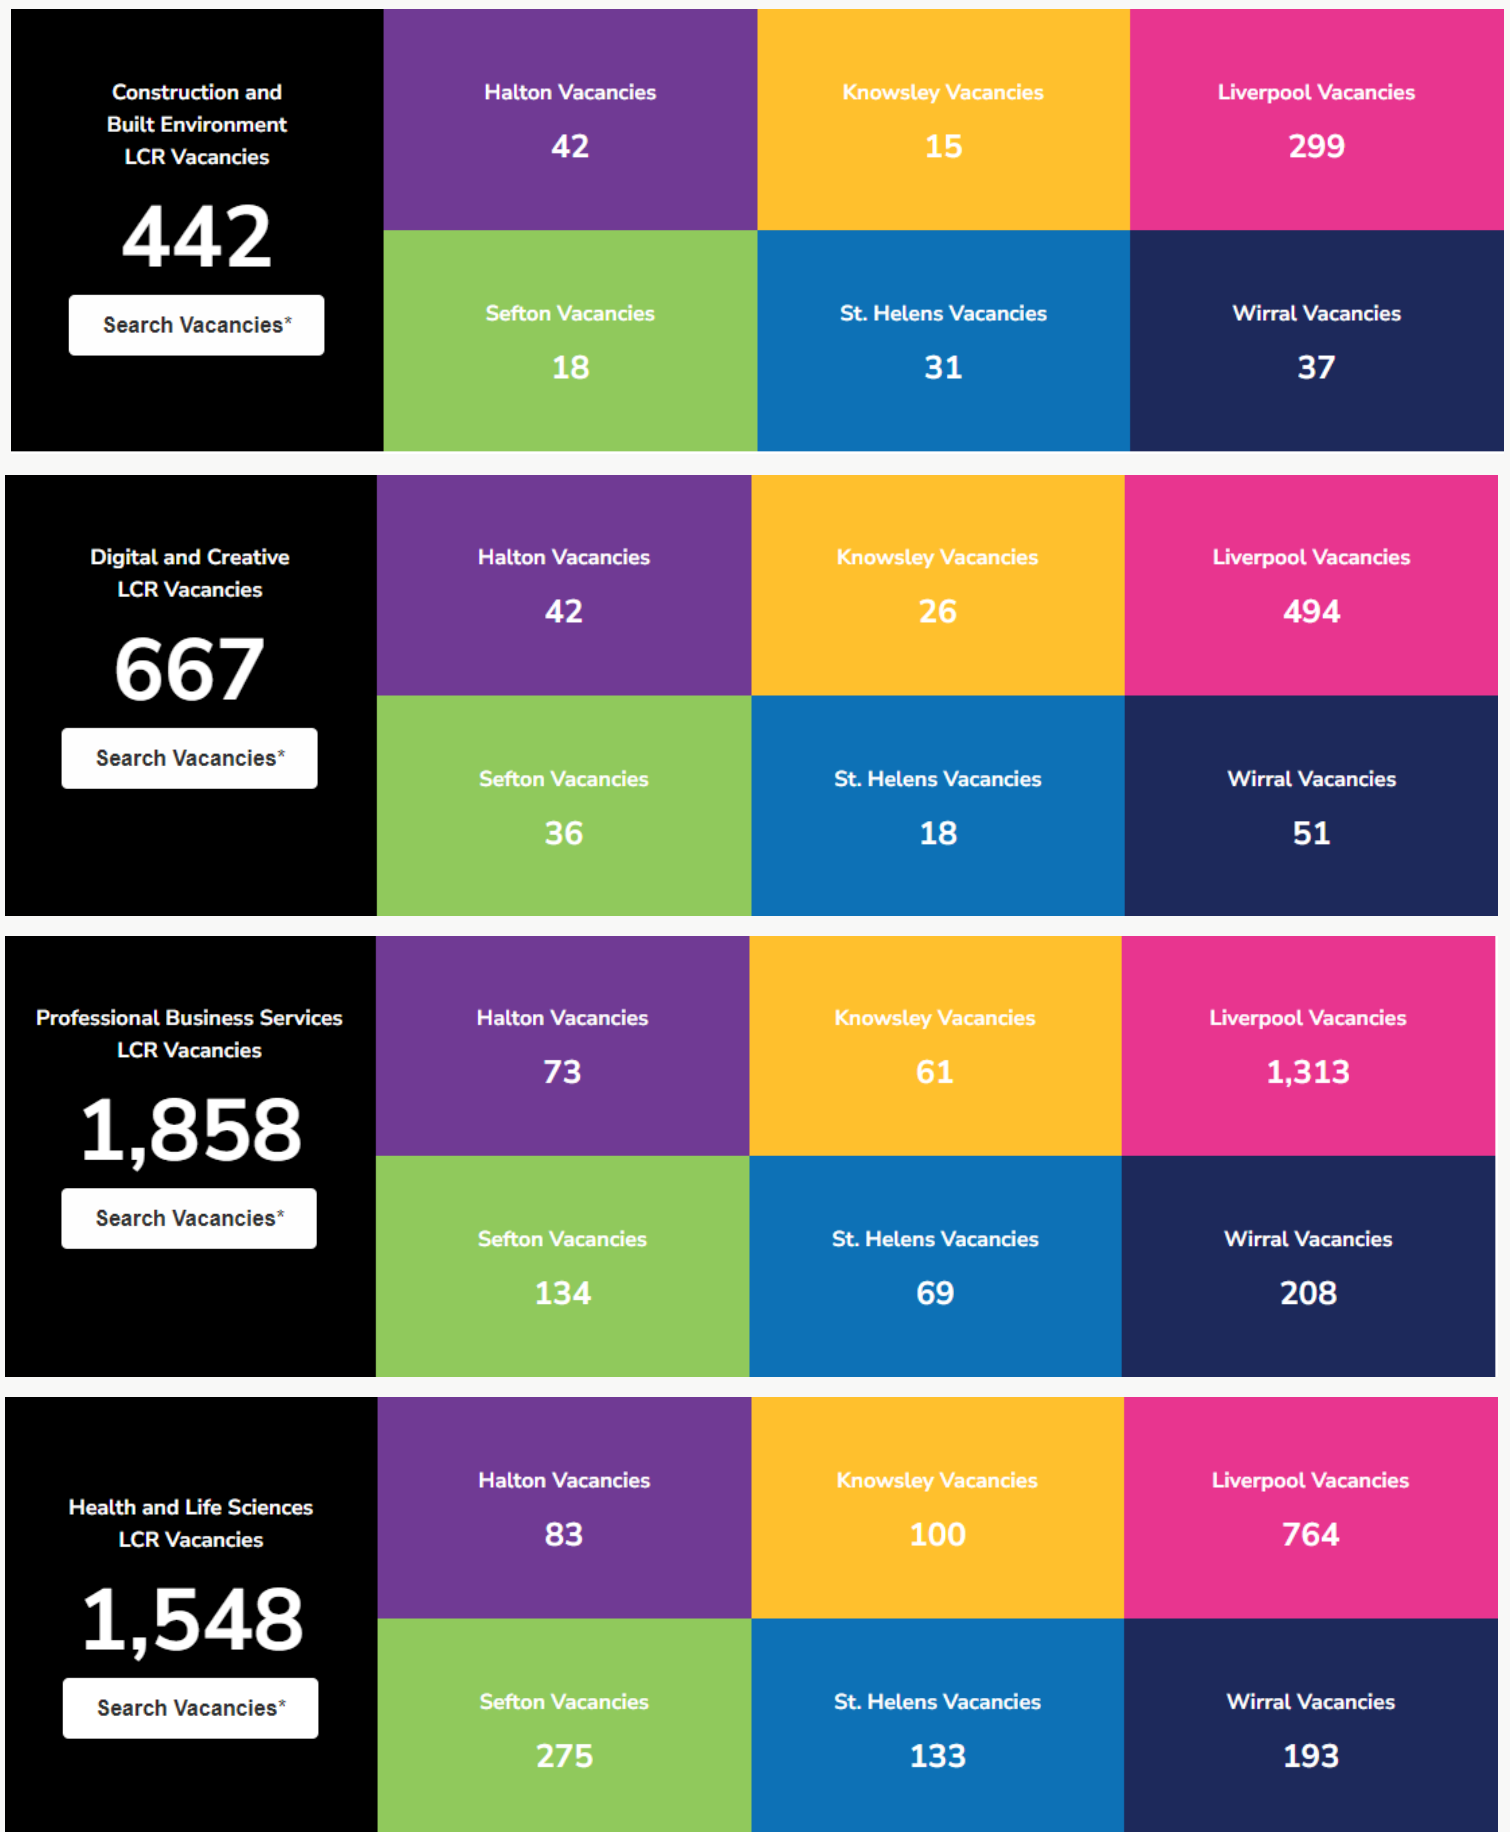 Construction and
Built Environment
LCR Vacancies
442
Search Vacancies*
Halton Vacancies
42
Knowsley Vacancies
15
Liverpool Vacancies
299
Sefton Vacancies
18
St. Helens Vacancies
31
Wirral Vacancies
37
Digital and Creative
LCR Vacancies
667
Search Vacancies*
Halton Vacancies
42
Knowsley Vacancies
26
Liverpool Vacancies
494
Sefton Vacancies
36
St. Helens Vacancies
18
Wirral Vacancies
51
Professional Business Services
LCR Vacancies
1,858
Search Vacancies*
Halton Vacancies
73
Knowsley Vacancies
61
Liverpool Vacancies
1,313
Sefton Vacancies
134
St. Helens Vacancies
69
Wirral Vacancies
208
Health and Life Sciences
LCR Vacancies
1,548
Search Vacancies*
Halton Vacancies
83
Knowsley Vacancies
100
Liverpool Vacancies
764
Sefton Vacancies
275
St. Helens Vacancies
133
Wirral Vacancies
193